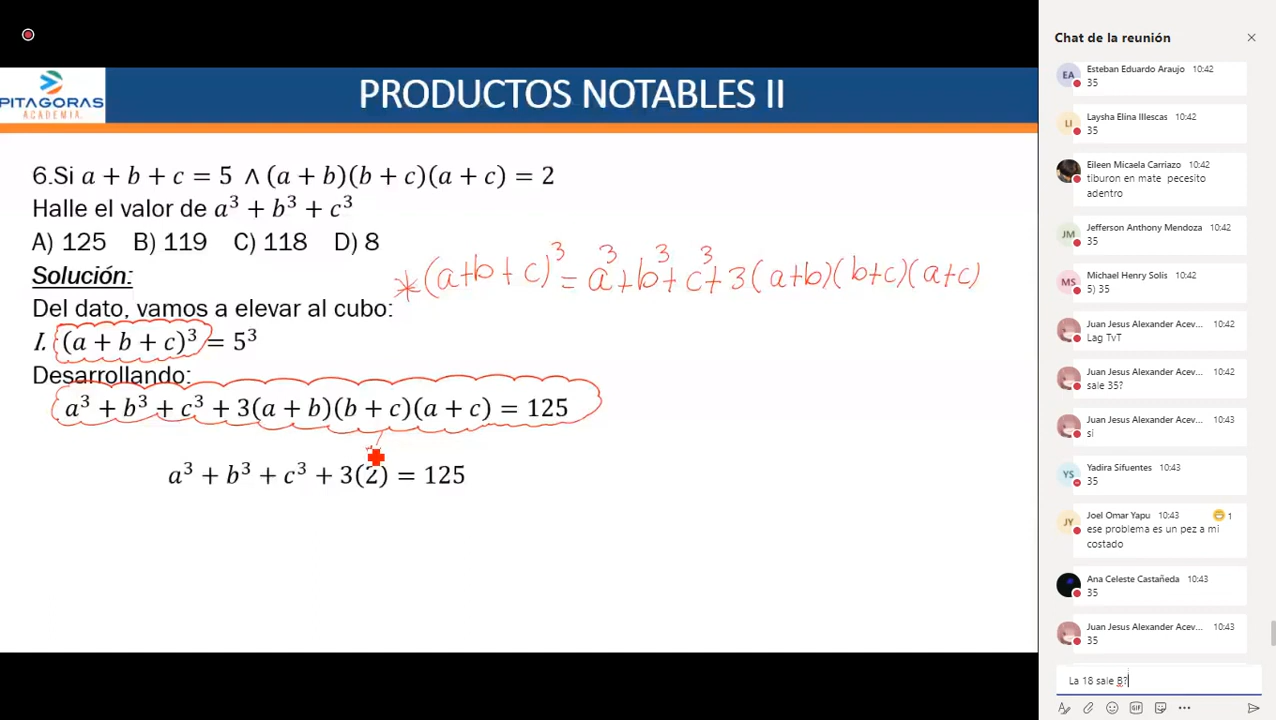 Chat de la reunión
PITAGORAS
ACADEMIA
PRODUCTOS NOTABLES II
6.Si a + b + c = 5 ∧ (a + b)(b + c)(a + c) = 2
Halle el valor de a³ + b³ + c³
A) 125 B) 119 C) 118 D) 8
*(a+b+c)³ = a³+b³+c³+3(a+b)(b+c)(a+c)
Solución:
Del dato, vamos a elevar al cubo:
I. (a + b + c)³ = 5³
Desarrollando:
a³ + b³ + c³ + 3(a + b)(b + c)(a + c) = 125
a³ + b³ + c³ + 3(2) = 125
EA Esteban Eduardo Araujo 10:42
35
LI Laysha Elina Illescas 10:42
35
Eileen Micaela Carriazo 10:42
tiburon en mate pecesito
adentro
JM Jefferson Anthony Mendoza 10:42
35
MS Michael Henry Solis 10:42
5) 35
Juan Jesus Alexander Acev... 10:42
Lag TvT
Juan Jesus Alexander Acev... 10:42
sale 35?
Juan Jesus Alexander Acev... 10:43
si
YS Yadira Sifuentes 10:43
35
JY Joel Omar Yapu 10:43 1
ese problema es un pez a mi
costado
Ana Celeste Castañeda 10:43
35
Juan Jesus Alexander Acev... 10:43
35
La 18 sale B?
GIF